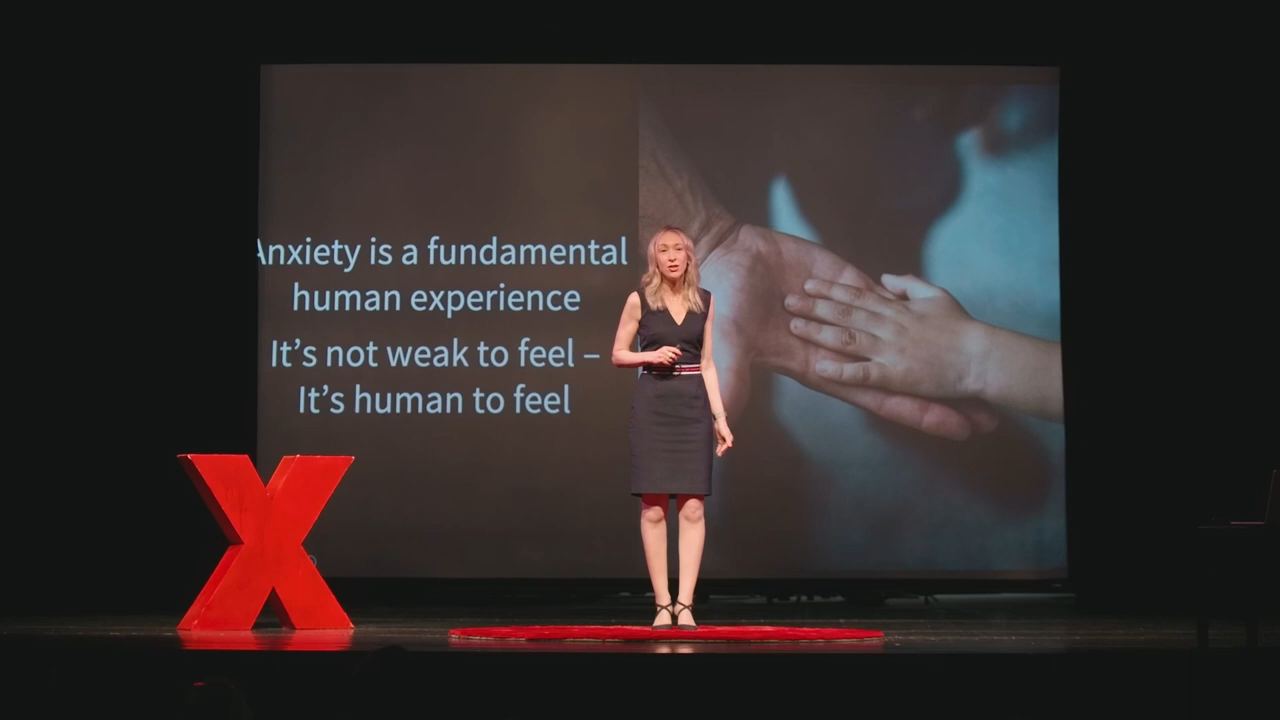 Anxiety is a fundamental
human experience
It’s not weak to feel –
It’s human to feel
X